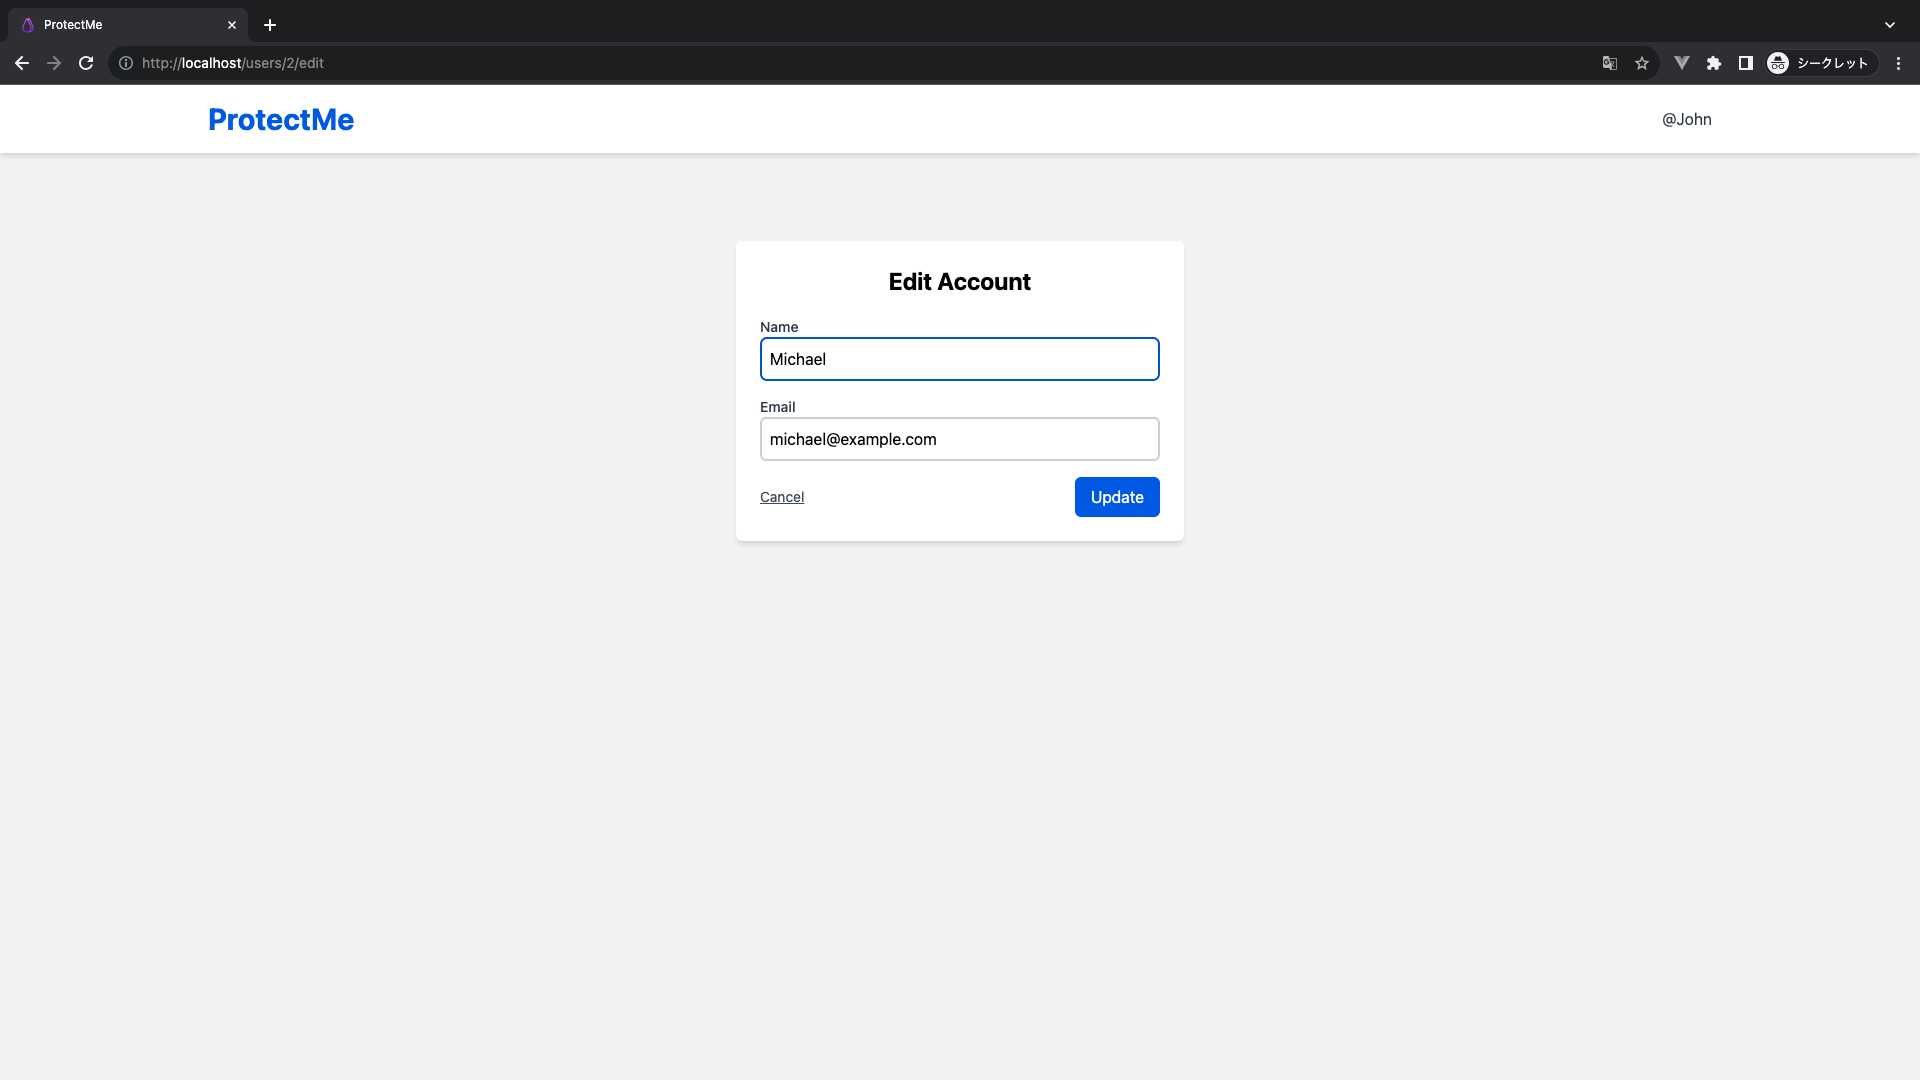 ProtectMe
http://localhost/users/2/edit
シークレット
ProtectMe
@John
Edit Account
Name
Michael
Email
michael@example.com
Cancel
Update